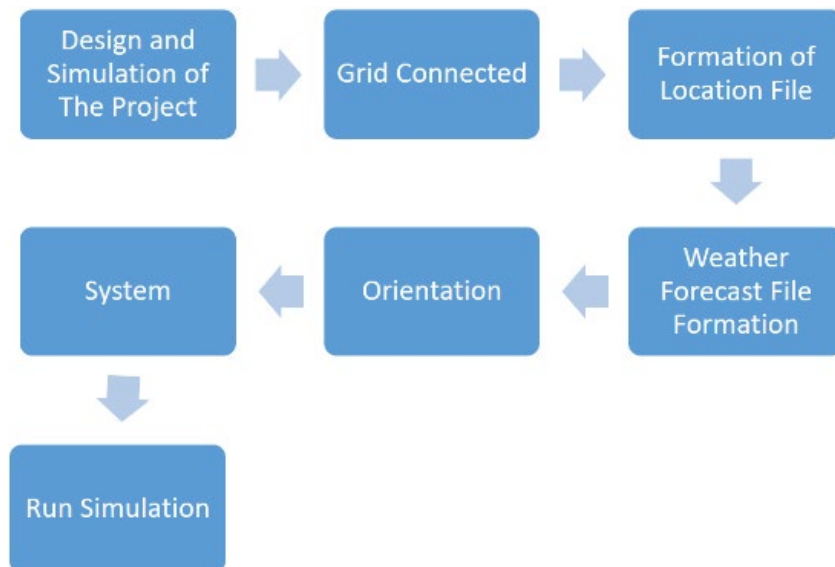 Design and
Simulation of
The Project
Grid Connected
Formation of
Location File
Weather
Forecast File
Formation
Orientation
System
Run Simulation